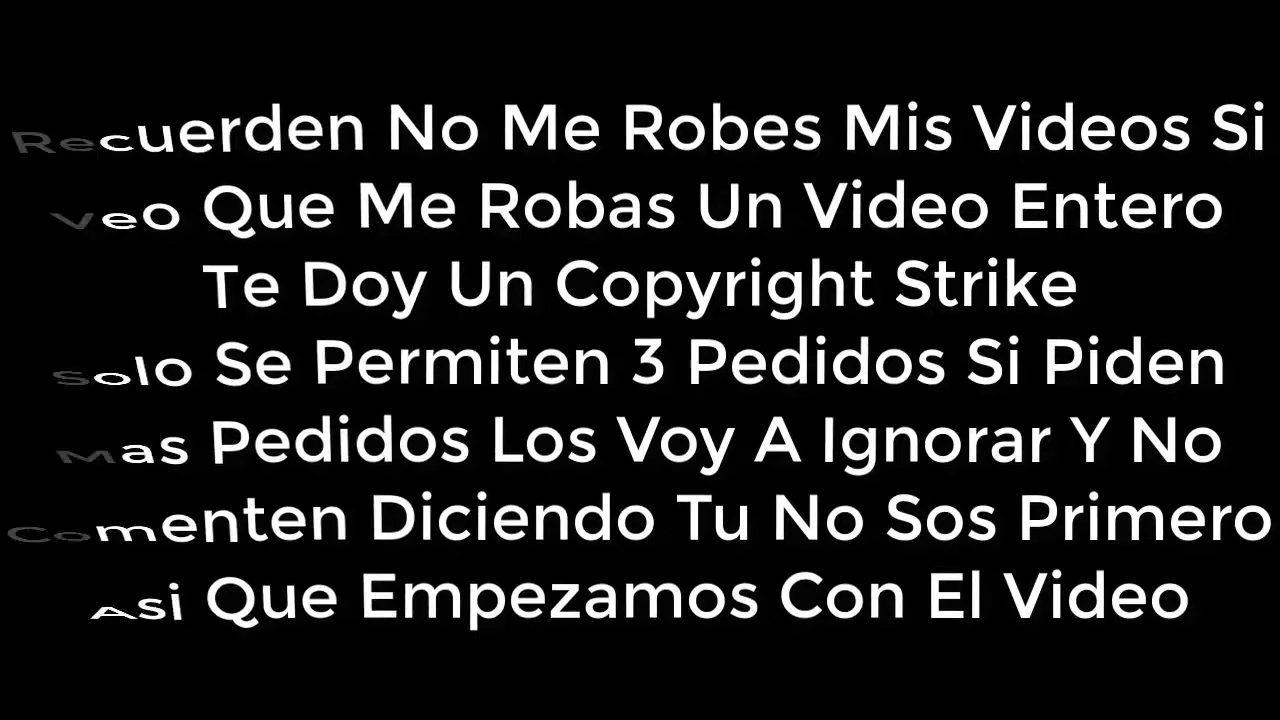 Recuerden No Me Robes Mis Videos Si
Veo Que Me Robas Un Video Entero
Te Doy Un Copyright Strike
Solo Se Permiten 3 Pedidos Si Piden
Mas Pedidos Los Voy A Ignorar Y No
Comenten Diciendo Tu No Sos Primero
Asi Que Empezamos Con El Video